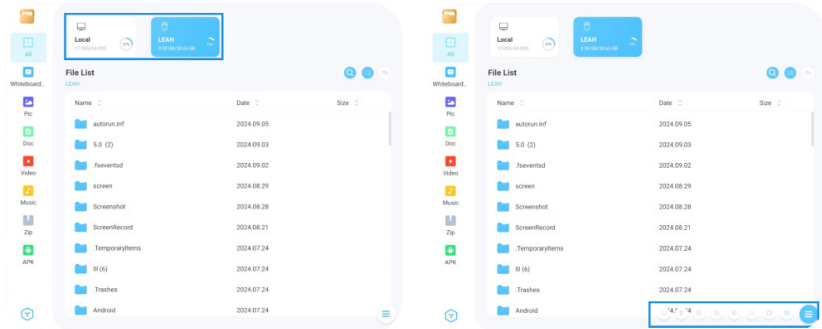 All
Whiteboard...
Pic
Doc
Video
Music
Zip
APK
Local
LEAH
File List
LEAH
Name
Date
Size
autorun.inf
2024.09.05
5.0 (2)
2024.09.03
.fseventsd
2024.09.02
screen
2024.08.29
Screenshot
2024.08.28
ScreenRecord
2024.08.21
.TemporaryItems
2024.07.24
lll (6)
2024.07.24
.Trashes
2024.07.24
Android
2024.07.24
All
Whiteboard...
Pic
Doc
Video
Music
Zip
APK
Local
LEAH
File List
LEAH
Name
Date
Size
autorun.inf
2024.09.05
5.0 (2)
2024.09.03
.fseventsd
2024.09.02
screen
2024.08.29
Screenshot
2024.08.28
ScreenRecord
2024.08.21
.TemporaryItems
2024.07.24
lll (6)
2024.07.24
.Trashes
2024.07.24
Android